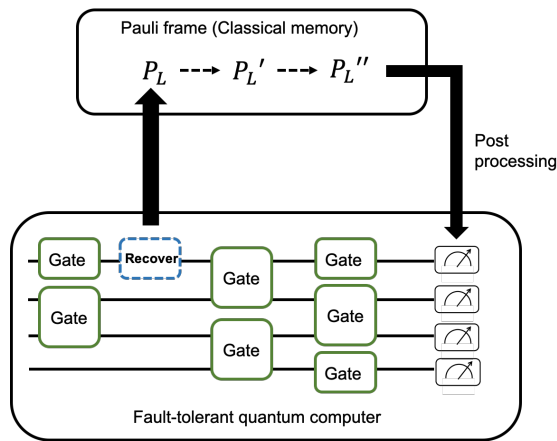 Pauli frame (Classical memory)
P_L ⇢ P_L' ⇢ P_L''
Post
processing
Gate Recover Gate
Gate
Gate Gate
Gate
Gate
Fault-tolerant quantum computer